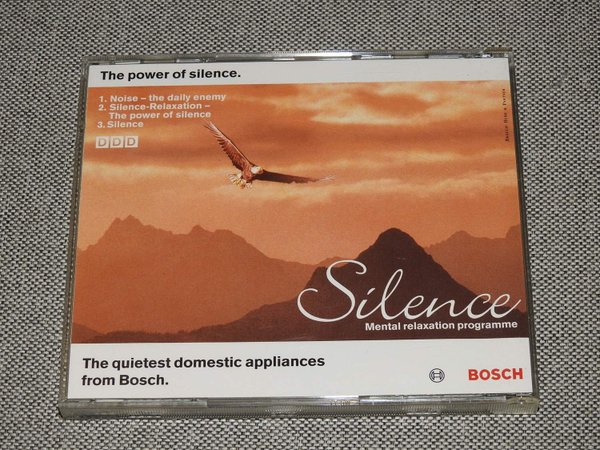 The power of silence.
1. Noise – the daily enemy
2. Silence-Relaxation –
The power of silence
3. Silence
DDD
Silence
Mental relaxation programme
The quietest domestic appliances
from Bosch.
BOSCH